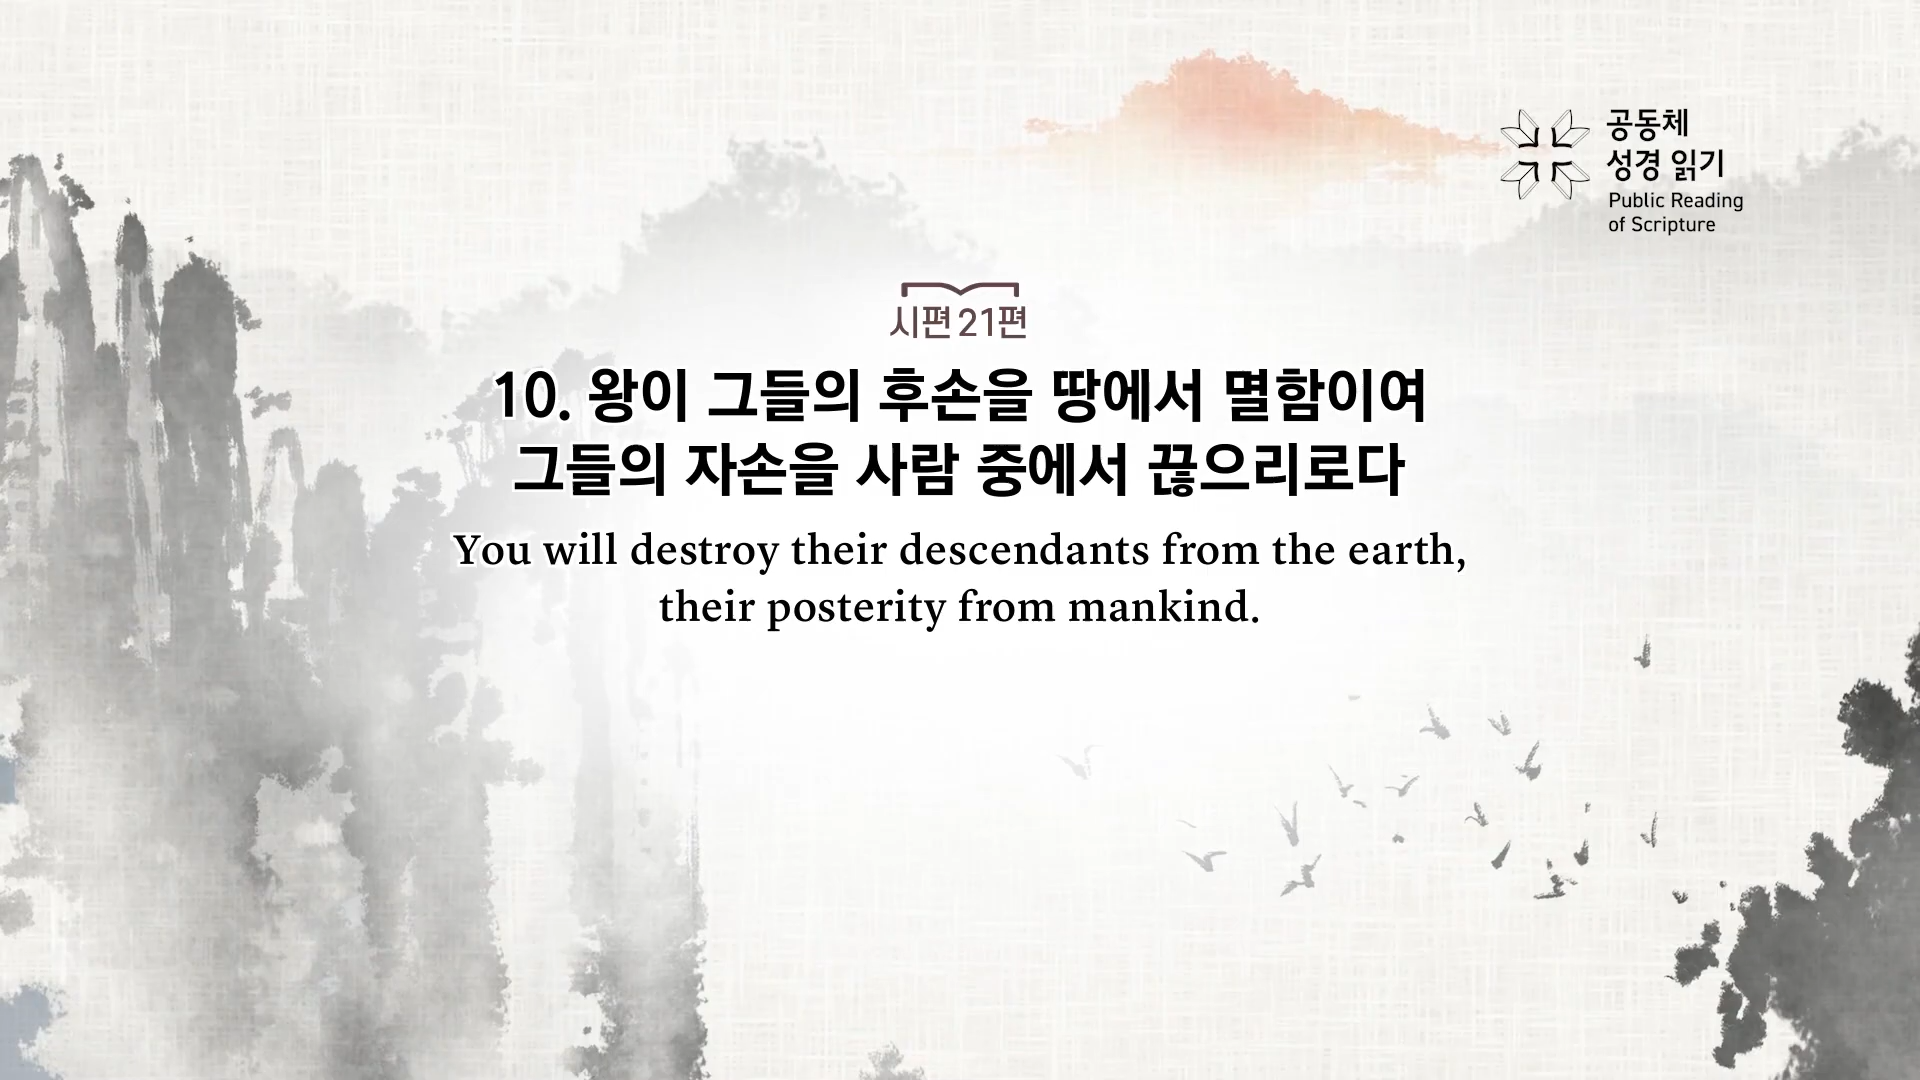 공동체
성경 읽기
Public Reading
of Scripture
시편 21편
10. 왕이 그들의 후손을 땅에서 멸함이여
그들의 자손을 사람 중에서 끊으리로다
You will destroy their descendants from the earth,
their posterity from mankind.